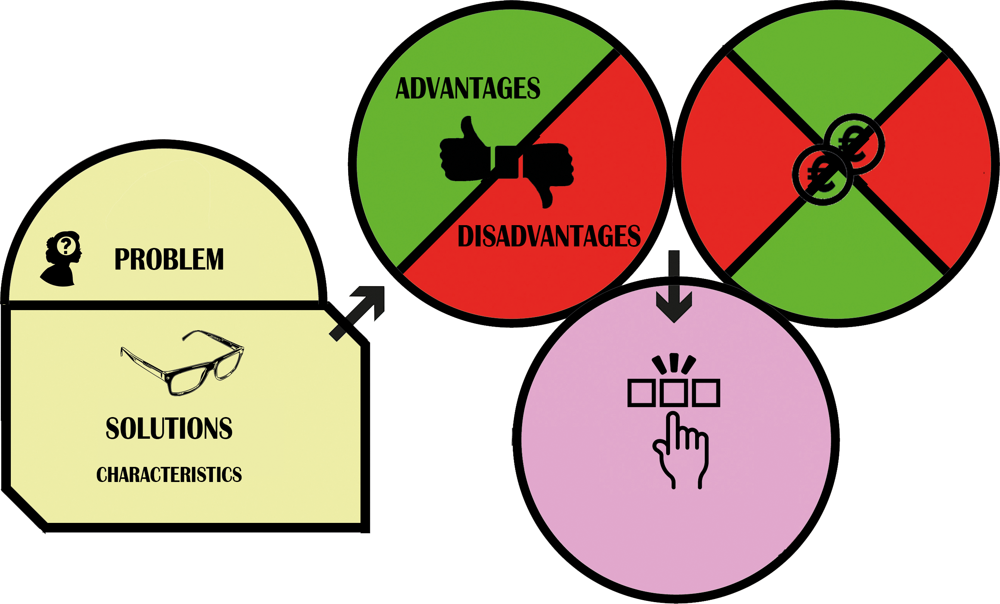 ADVANTAGES
DISADVANTAGES
?
PROBLEM
SOLUTIONS
CHARACTERISTICS
€
€